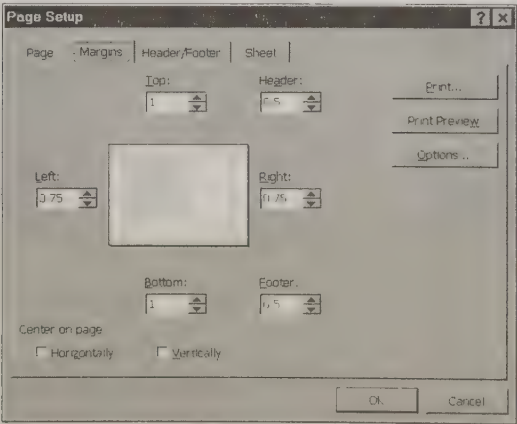 Page Setup
Page Margins Header/Footer Sheet
Top: Header:
1 0.5
Print...
Print Preview
Options...
Left: Right:
0.75 0.75
Bottom: Footer:
1 0.5
Center on page
Horizontally Vertically
OK Cancel